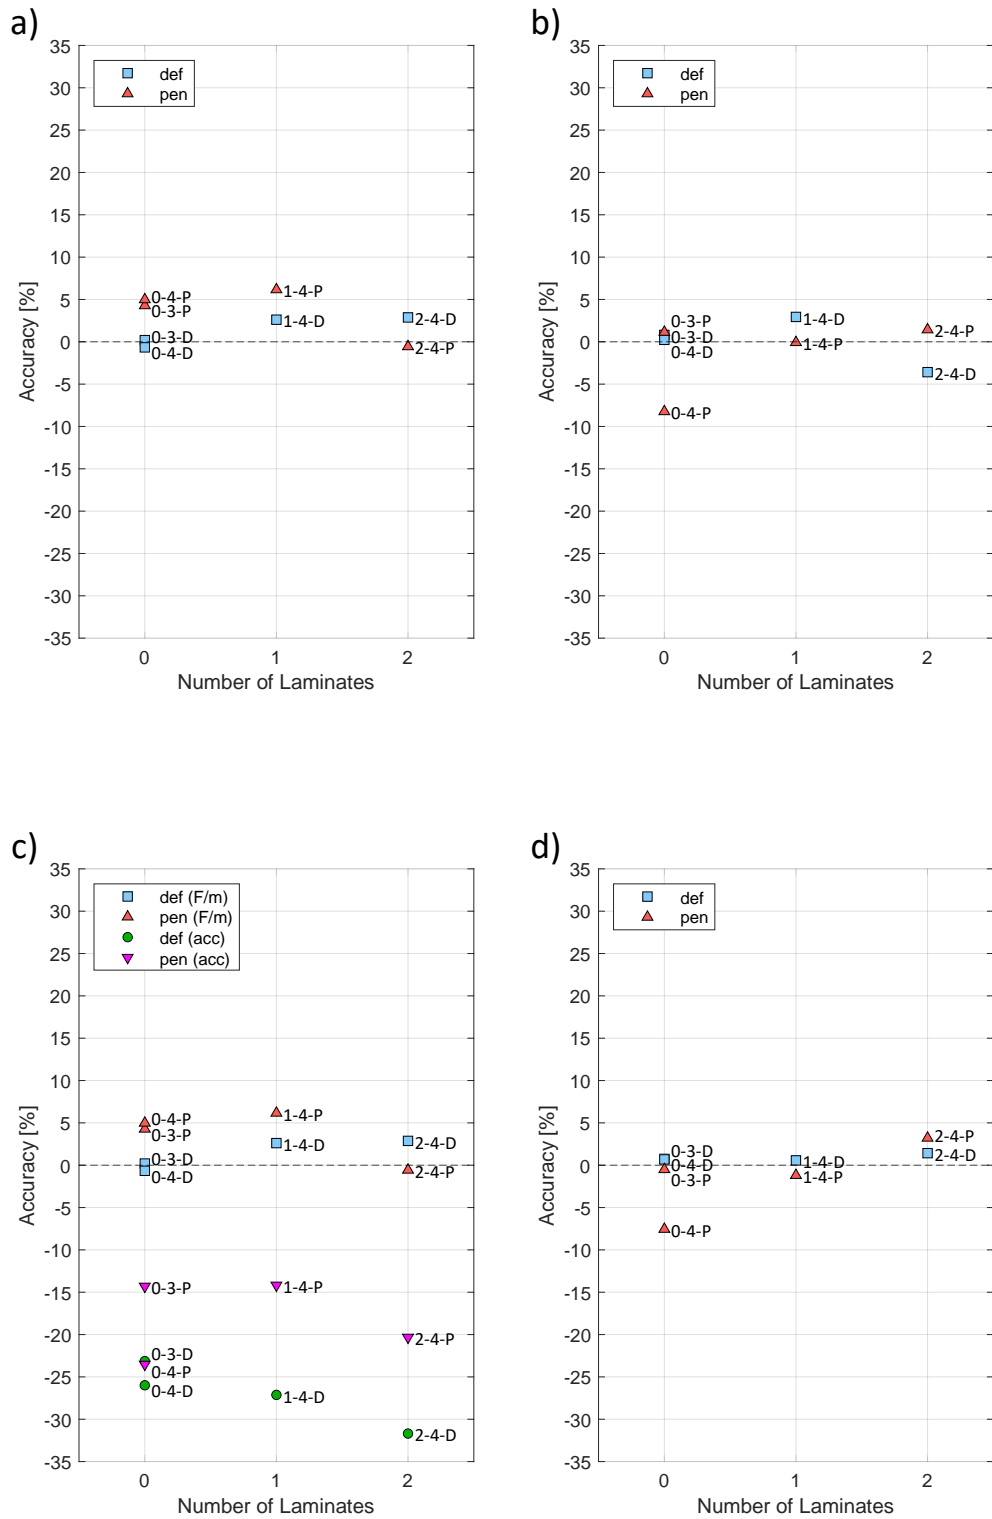 a)
35
30
25
20
15
10
5
0
-5
-10
-15
-20
-25
-30
-35
Accuracy [%]
def
pen
0-4-P
0-3-P
0-3-D
0-4-D
1-4-P
1-4-D
2-4-D
2-4-P
0
1
2
Number of Laminates
b)
35
30
25
20
15
10
5
0
-5
-10
-15
-20
-25
-30
-35
Accuracy [%]
def
pen
0-3-P
0-3-D
0-4-D
0-4-P
1-4-D
1-4-P
2-4-P
2-4-D
0
1
2
Number of Laminates
c)
35
30
25
20
15
10
5
0
-5
-10
-15
-20
-25
-30
-35
Accuracy [%]
def (F/m)
pen (F/m)
def (acc)
pen (acc)
0-4-P
0-3-P
0-3-D
0-4-D
1-4-P
1-4-D
2-4-D
2-4-P
0-3-P
0-3-D
0-4-P
0-4-D
1-4-P
1-4-D
2-4-P
2-4-D
0
1
2
Number of Laminates
d)
35
30
25
20
15
10
5
0
-5
-10
-15
-20
-25
-30
-35
Accuracy [%]
def
pen
0-3-D
0-4-D
0-3-P
0-4-P
1-4-D
1-4-P
2-4-P
2-4-D
0
1
2
Number of Laminates